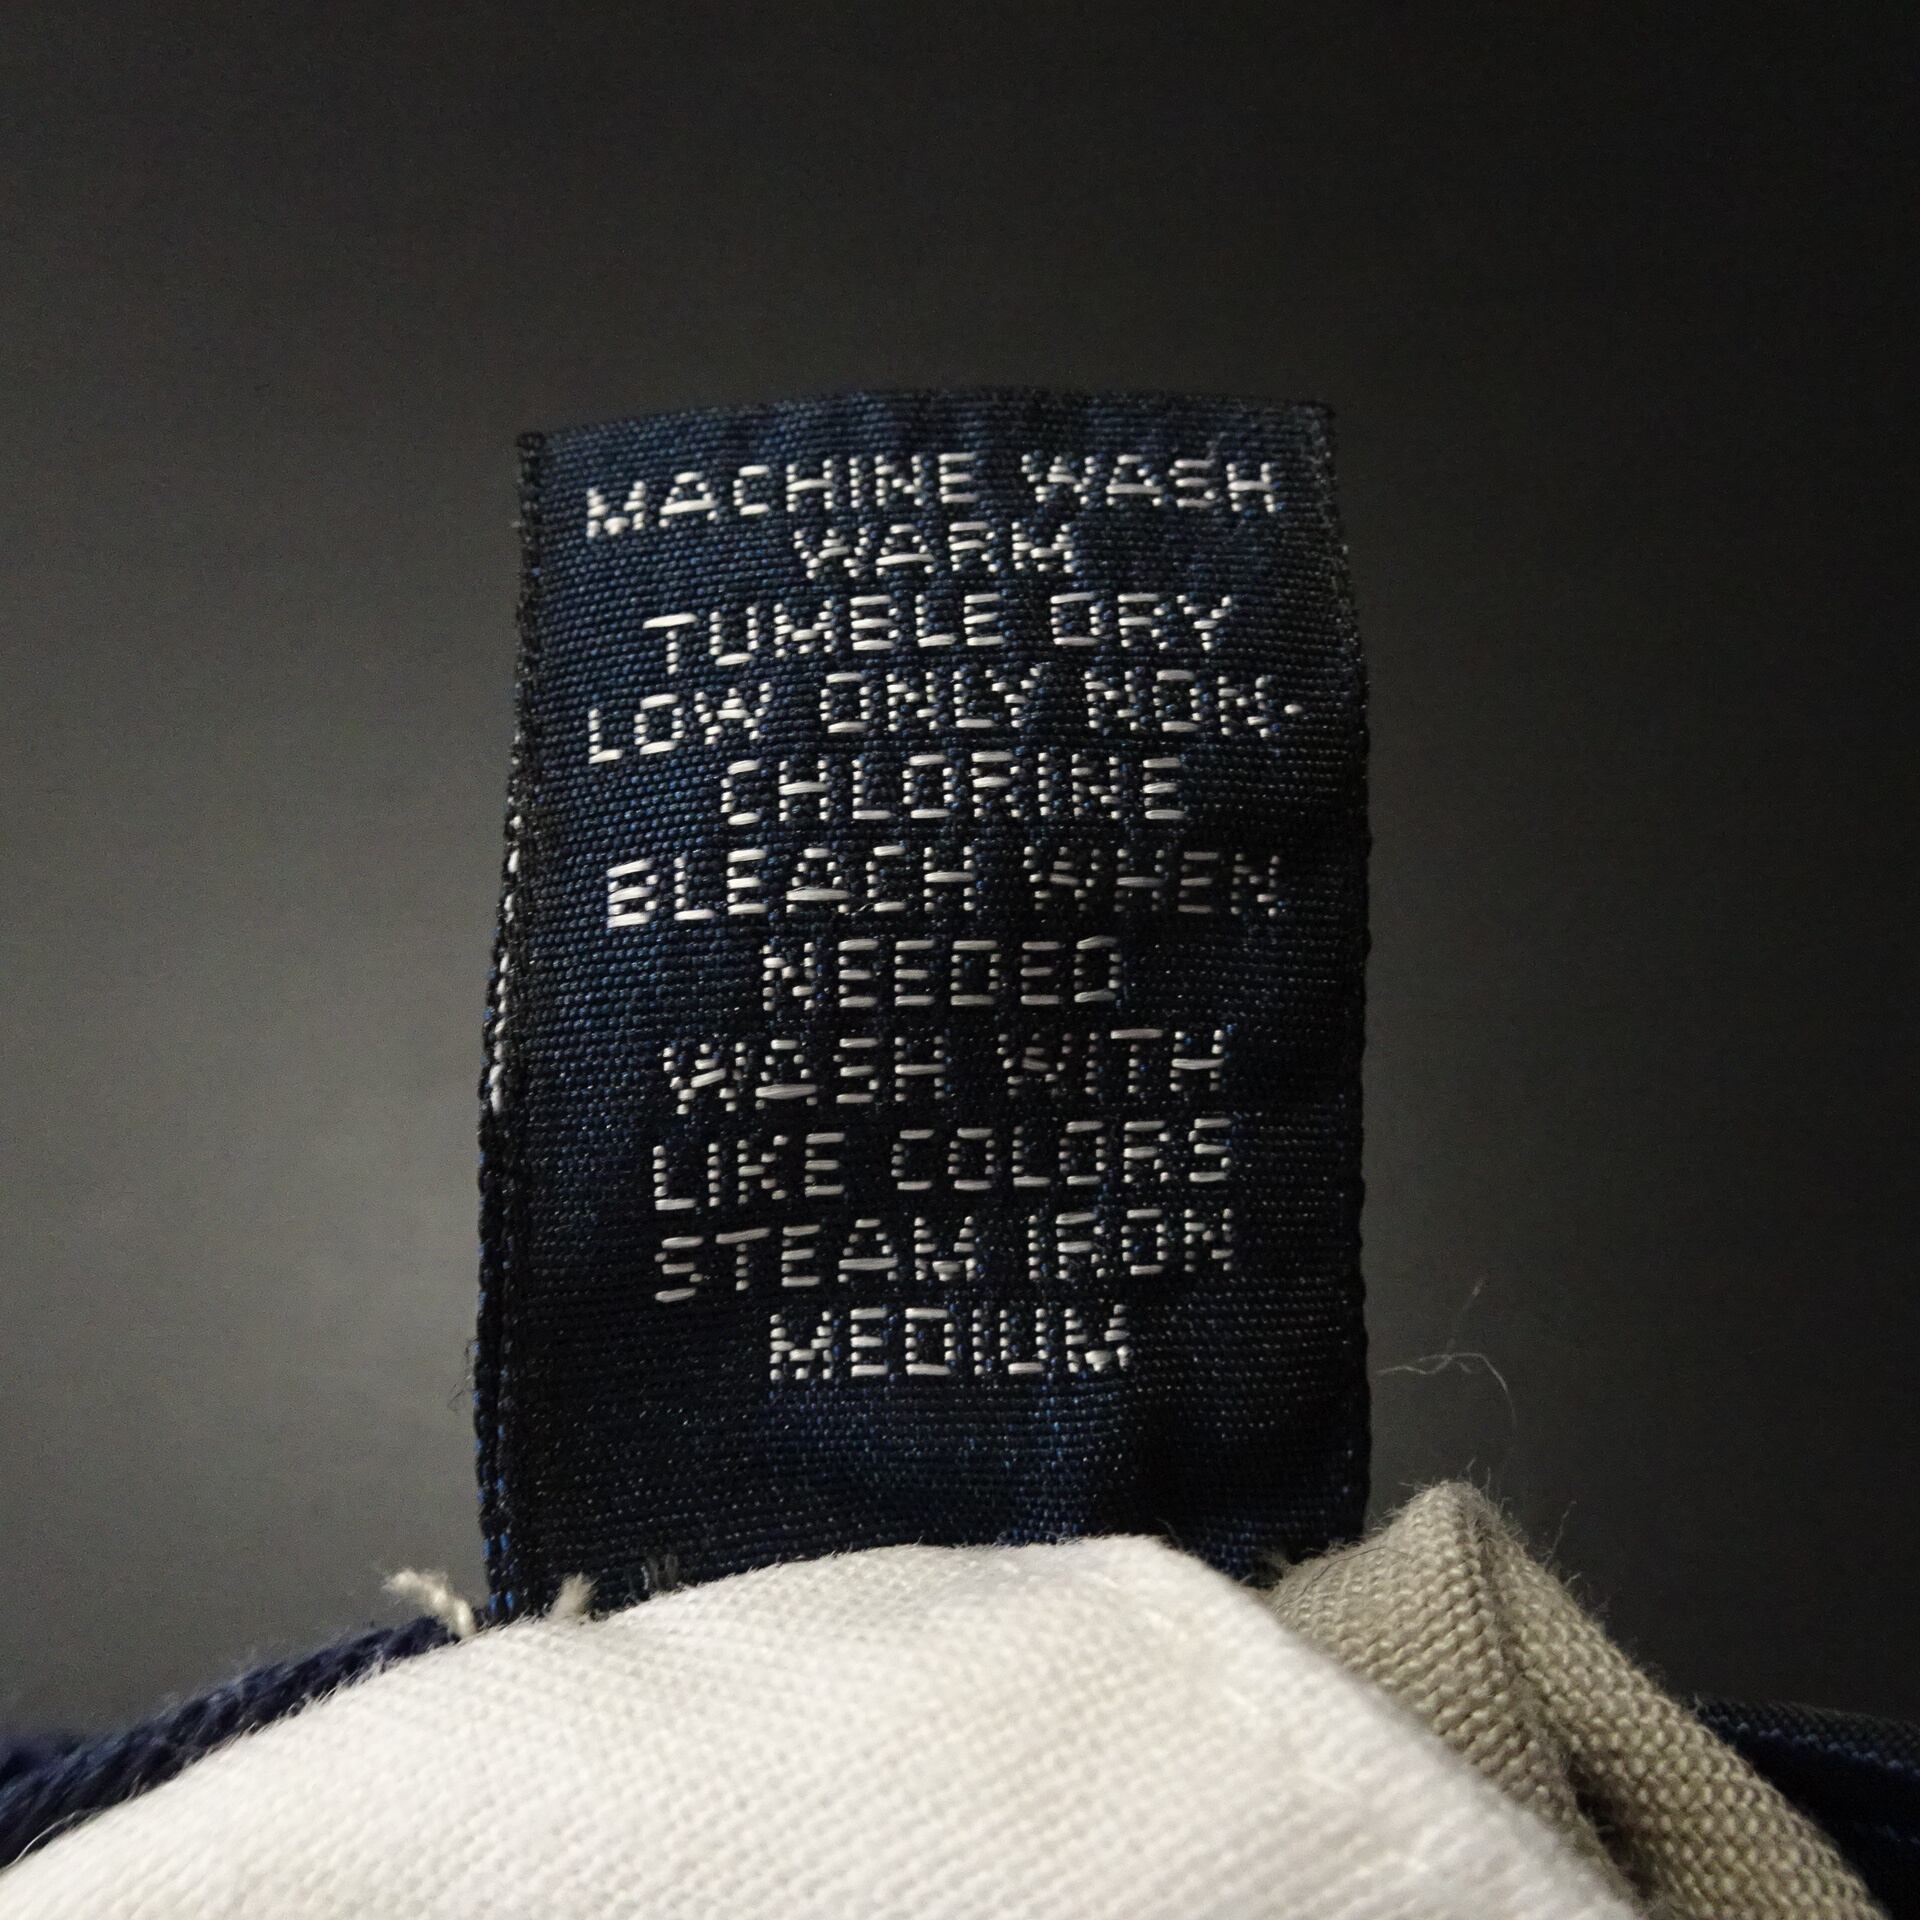 MACHINE WASH
WARM
TUMBLE DRY
LOW ONLY NON-
CHLORINE
BLEACH WHEN
NEEDED
WASH WITH
LIKE COLORS
STEAM IRON
MEDIUM